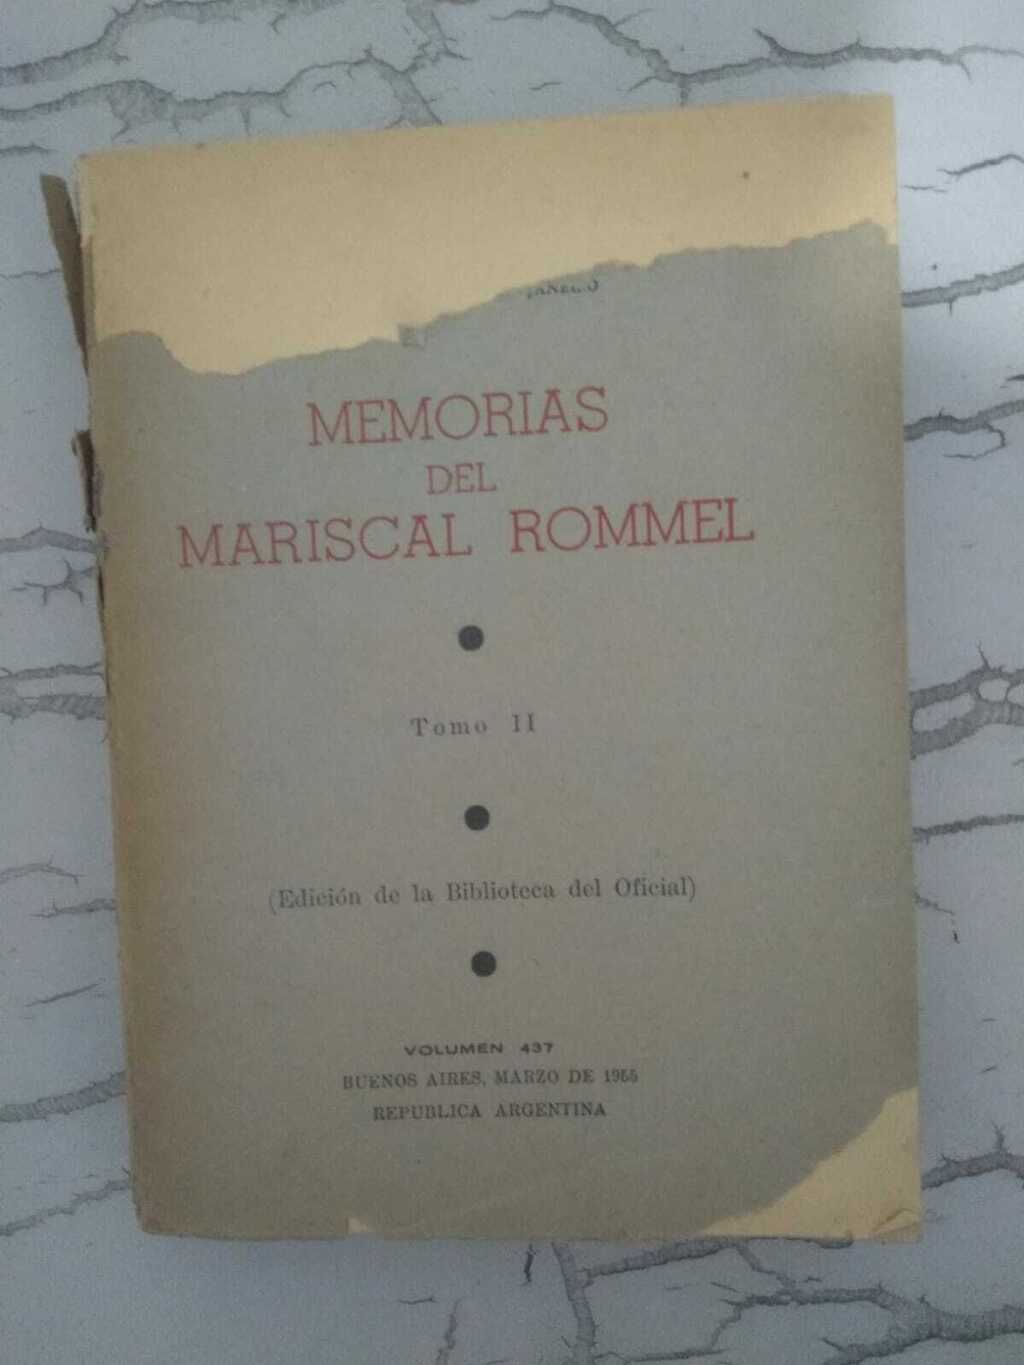 MEMORIAS
DEL
MARISCAL ROMMEL
Tomo II
(Edición de la Biblioteca del Oficial)
VOLUMEN 437
BUENOS AIRES, MARZO DE 1955
REPUBLICA ARGENTINA